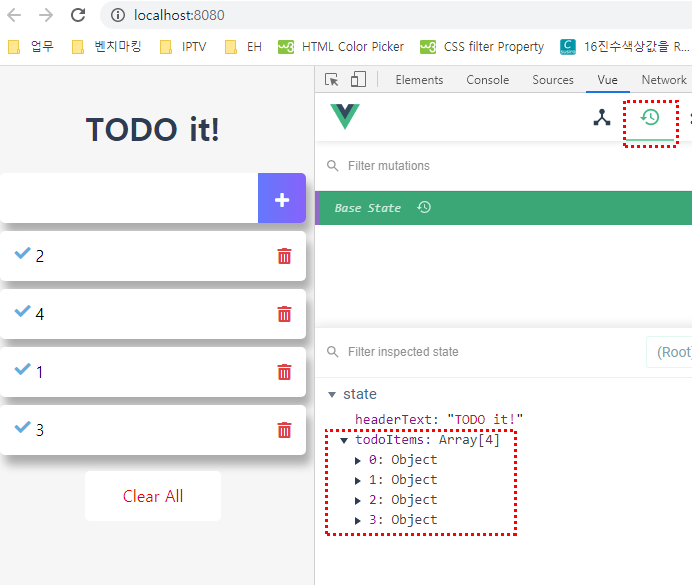 localhost:8080
업무 벤치마킹 IPTV EH HTML Color Picker CSS filter Property 16진수색상값을 R...
Elements Console Sources Vue Network
TODO it!
Filter mutations
+
Base State
2
4
1
3
Clear All
Filter inspected state
(Root)
state
headerText: "TODO it!"
todoItems: Array[4]
0: Object
1: Object
2: Object
3: Object